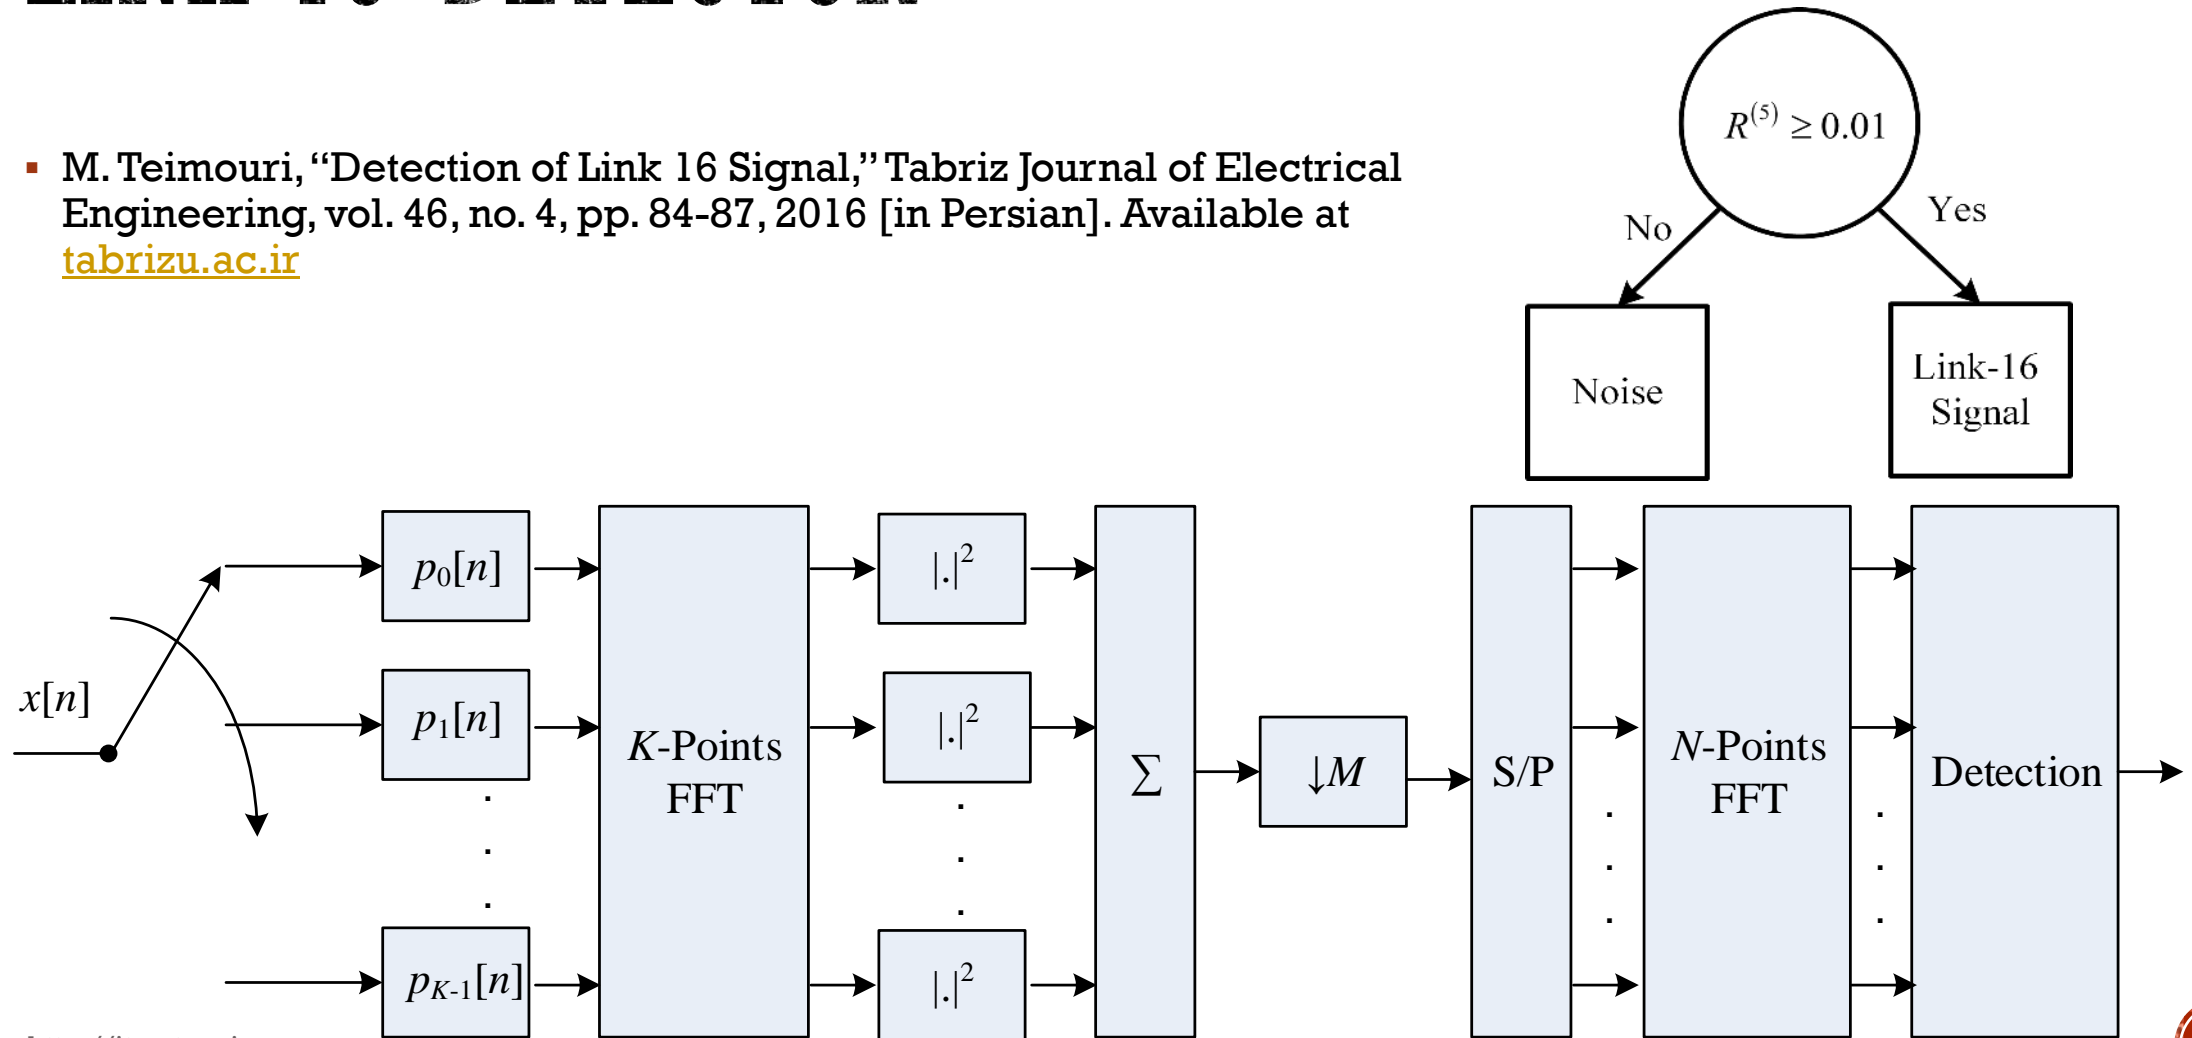 ▪ M. Teimouri, “Detection of Link 16 Signal,” Tabriz Journal of Electrical
Engineering, vol. 46, no. 4, pp. 84-87, 2016 [in Persian]. Available at
tabrizu.ac.ir
R⁽⁵⁾ ≥ 0.01
No
Yes
Noise
Link-16
Signal
x[n]
p₀[n]
p₁[n]
p_{K-1}[n]
K-Points
FFT
|.|²
|.|²
|.|²
∑
↓M
S/P
N-Points
FFT
Detection